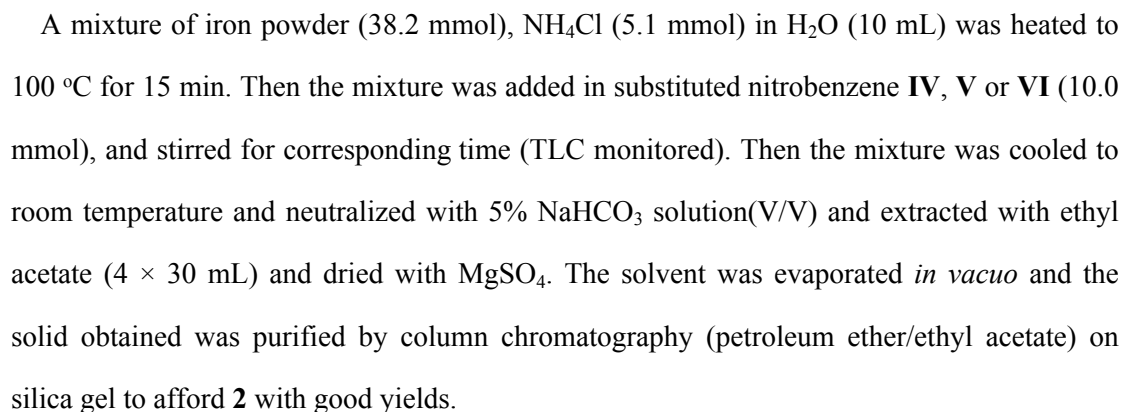 A mixture of iron powder (38.2 mmol), NH₄Cl (5.1 mmol) in H₂O (10 mL) was heated to
100 ᵒC for 15 min. Then the mixture was added in substituted nitrobenzene IV, V or VI (10.0
mmol), and stirred for corresponding time (TLC monitored). Then the mixture was cooled to
room temperature and neutralized with 5% NaHCO₃ solution(V/V) and extracted with ethyl
acetate (4 × 30 mL) and dried with MgSO₄. The solvent was evaporated in vacuo and the
solid obtained was purified by column chromatography (petroleum ether/ethyl acetate) on
silica gel to afford 2 with good yields.